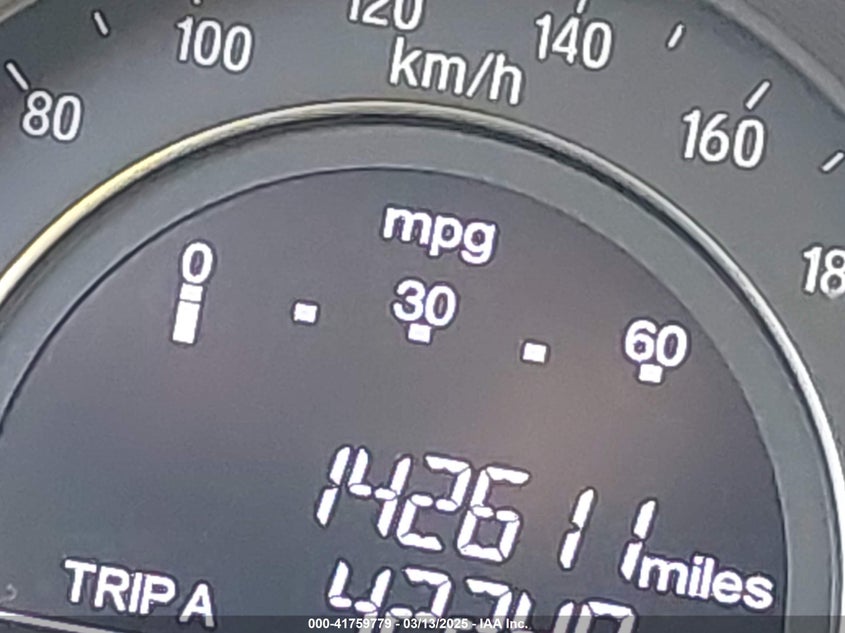 80 100 120 140 160 18
km/h
mpg
0 30 60
142611 miles
TRIP A
000-41759779 - 03/13/2025 - IAA Inc.